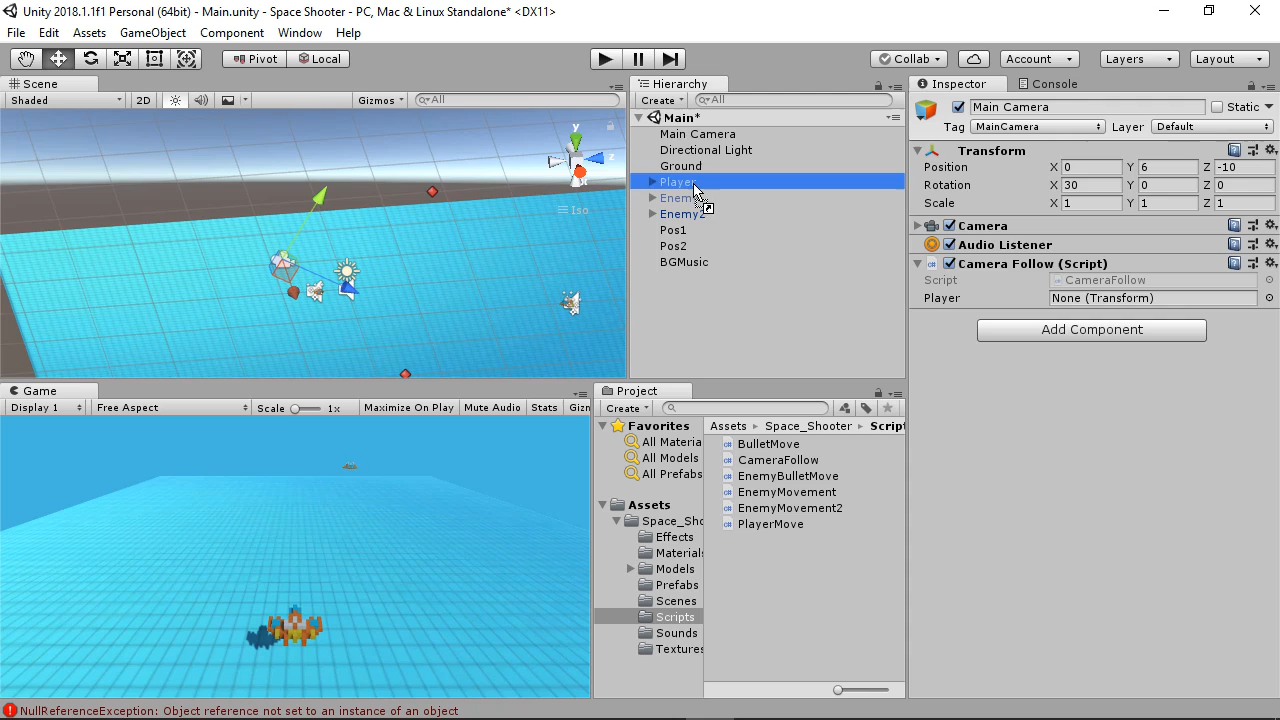 Unity 2018.1.1f1 Personal (64bit) - Main.unity - Space Shooter - PC, Mac & Linux Standalone* <DX11>
File Edit Assets GameObject Component Window Help
Pivot Local Collab Account Layers Layout
Scene
Shaded 2D Gizmos All
y
z
Iso
Hierarchy
Create All
Main*
Main Camera
Directional Light
Ground
Player
Enemy2
Pos1
Pos2
BGMusic
Inspector Console
Main Camera Static
Tag MainCamera Layer Default
Transform
Position X 0 Y 6 Z -10
Rotation X 30 Y 0 Z 0
Scale X 1 Y 1 Z 1
Camera
Audio Listener
Camera Follow (Script)
Script CameraFollow
Player None (Transform)
Add Component
Game
Display 1 Free Aspect Scale 1x Maximize On Play Mute Audio Stats Gizn
Project
Create
Favorites
All Materia
All Models
All Prefabs
Assets
Space_Sho
Effects
Materials
Models
Prefabs
Scenes
Scripts
Sounds
Textures
Assets Space_Shooter Script
BulletMove
CameraFollow
EnemyBulletMove
EnemyMovement
EnemyMovement2
PlayerMove
NullReferenceException: Object reference not set to an instance of an object